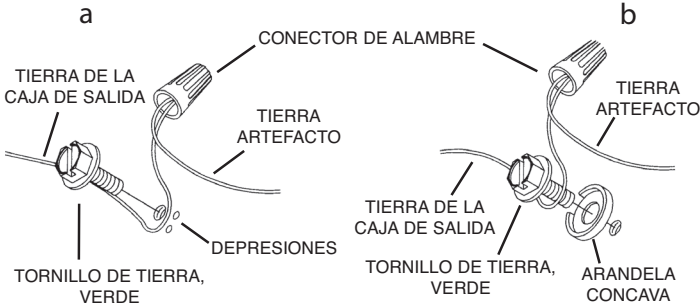 a
b
CONECTOR DE ALAMBRE
TIERRA DE LA
CAJA DE SALIDA
TIERRA
ARTEFACTO
DEPRESIONES
TORNILLO DE TIERRA,
VERDE
TIERRA
ARTEFACTO
TIERRA DE LA
CAJA DE SALIDA
TORNILLO DE TIERRA,
VERDE
ARANDELA
CONCAVA